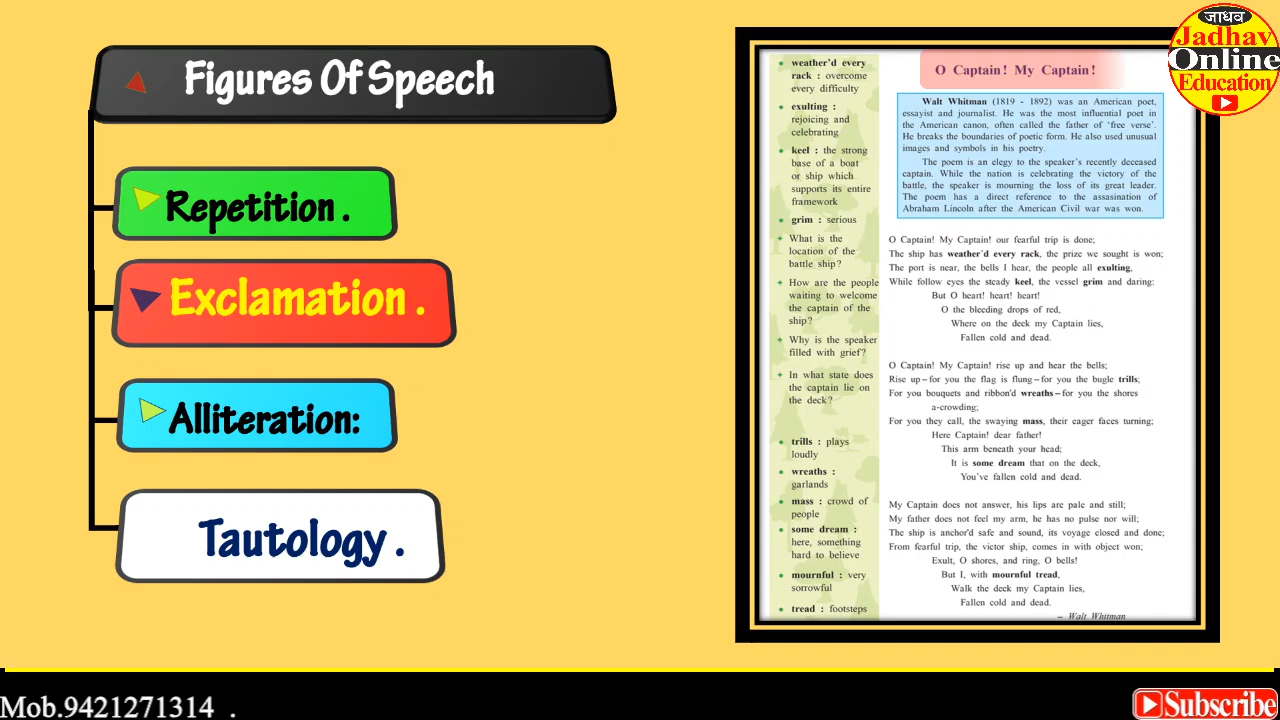 Figures Of Speech
Repetition .
Exclamation .
Alliteration:
Tautology .
जाधव
Jadhav
Online
Education
weather'd every
rack : overcome
every difficulty
exulting :
rejoicing and
celebrating
keel : the strong
base of a boat
or ship which
supports its entire
framework
grim : serious
What is the
location of the
battle ship?
How are the people
waiting to welcome
the captain of the
ship?
Why is the speaker
filled with grief?
In what state does
the captain lie on
the deck?
trills : plays
loudly
wreaths :
garlands
mass : crowd of
people
some dream :
here, something
hard to believe
mournful : very
sorrowful
tread : footsteps
O Captain! My Captain!
Walt Whitman (1819 - 1892) was an American poet,
essayist and journalist. He was the most influential poet in
the American canon, often called the father of 'free verse'.
He breaks the boundaries of poetic form. He also used unusual
images and symbols in his poetry.
The poem is an elegy to the speaker's recently deceased
captain. While the nation is celebrating the victory of the
battle, the speaker is mourning the loss of its great leader.
The poem has a direct reference to the assasination of
Abraham Lincoln after the American Civil war was won.
O Captain! My Captain! our fearful trip is done;
The ship has weather'd every rack, the prize we sought is won;
The port is near, the bells I hear, the people all exulting,
While follow eyes the steady keel, the vessel grim and daring:
But O heart! heart! heart!
O the bleeding drops of red,
Where on the deck my Captain lies,
Fallen cold and dead.
O Captain! My Captain! rise up and hear the bells;
Rise up – for you the flag is flung – for you the bugle trills;
For you bouquets and ribbon'd wreaths – for you the shores
a-crowding;
For you they call, the swaying mass, their eager faces turning;
Here Captain! dear father!
This arm beneath your head;
It is some dream that on the deck,
You've fallen cold and dead.
My Captain does not answer, his lips are pale and still;
My father does not feel my arm, he has no pulse nor will;
The ship is anchor'd safe and sound, its voyage closed and done;
From fearful trip, the victor ship, comes in with object won;
Exult, O shores, and ring, O bells!
But I, with mournful tread,
Walk the deck my Captain lies,
Fallen cold and dead.
– Walt Whitman
Mob.9421271314 .
Subscribe